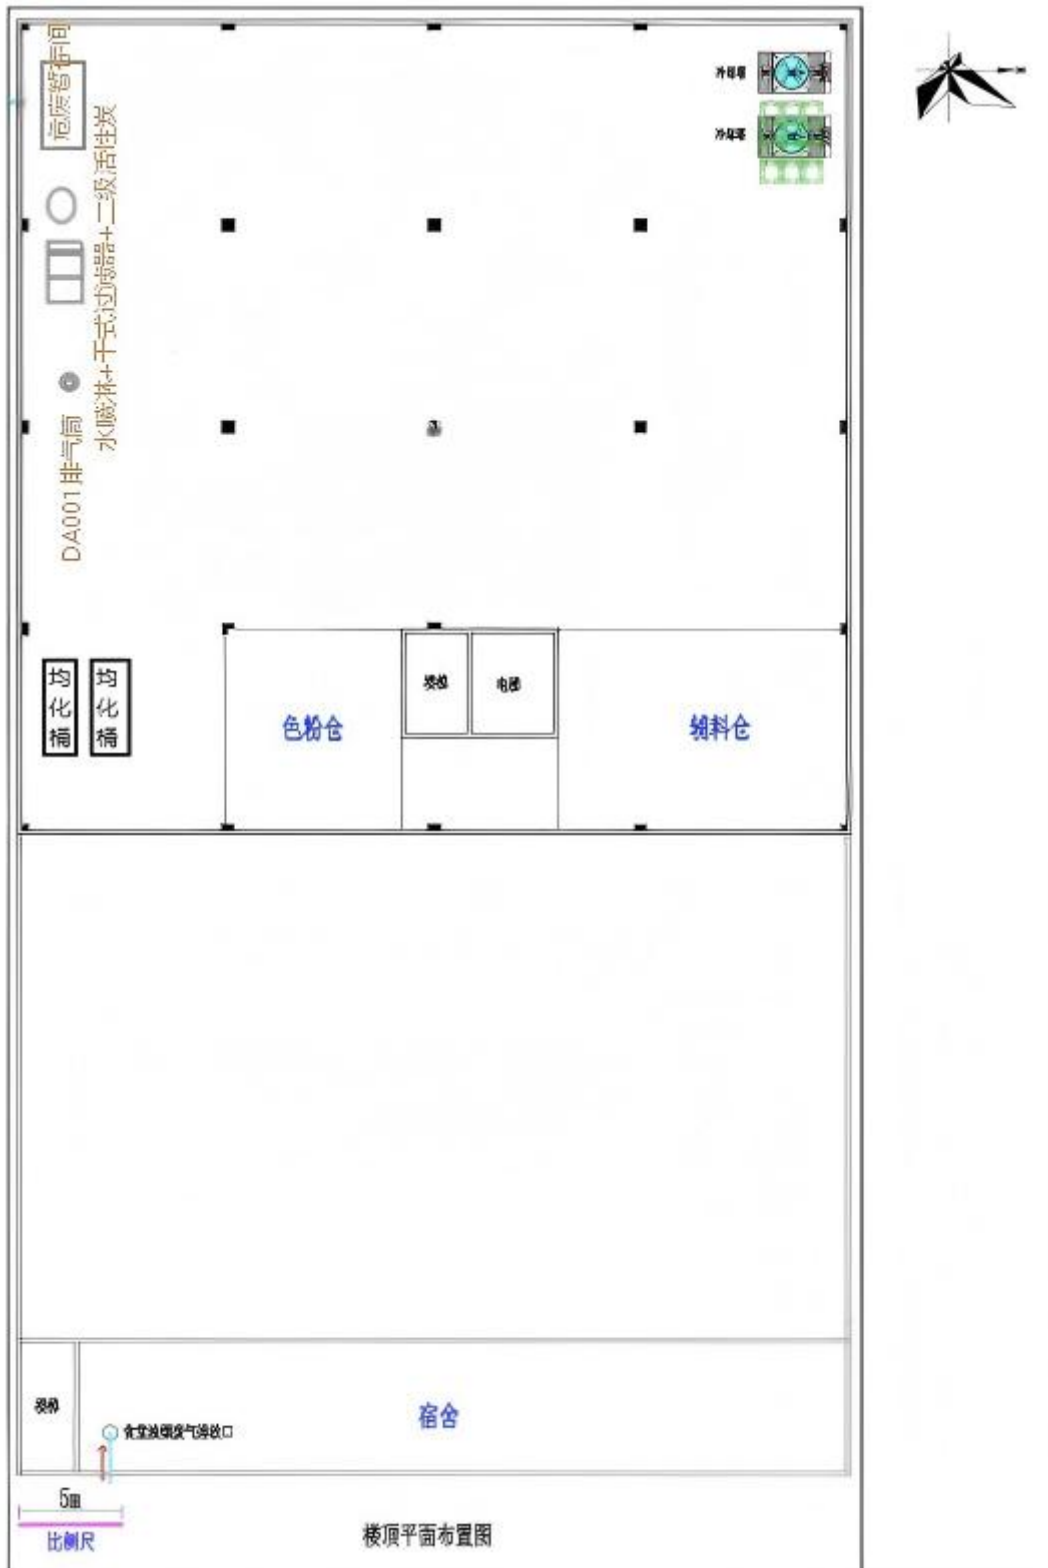 危废暂存间
冷却塔
冷却塔
水喷淋+干式过滤器+二级活性炭
DA001排气筒
均化桶
均化桶
楼梯
电梯
色粉仓
辅料仓
楼梯
食堂油烟废气排放口
宿舍
5m
比例尺
楼顶平面布置图